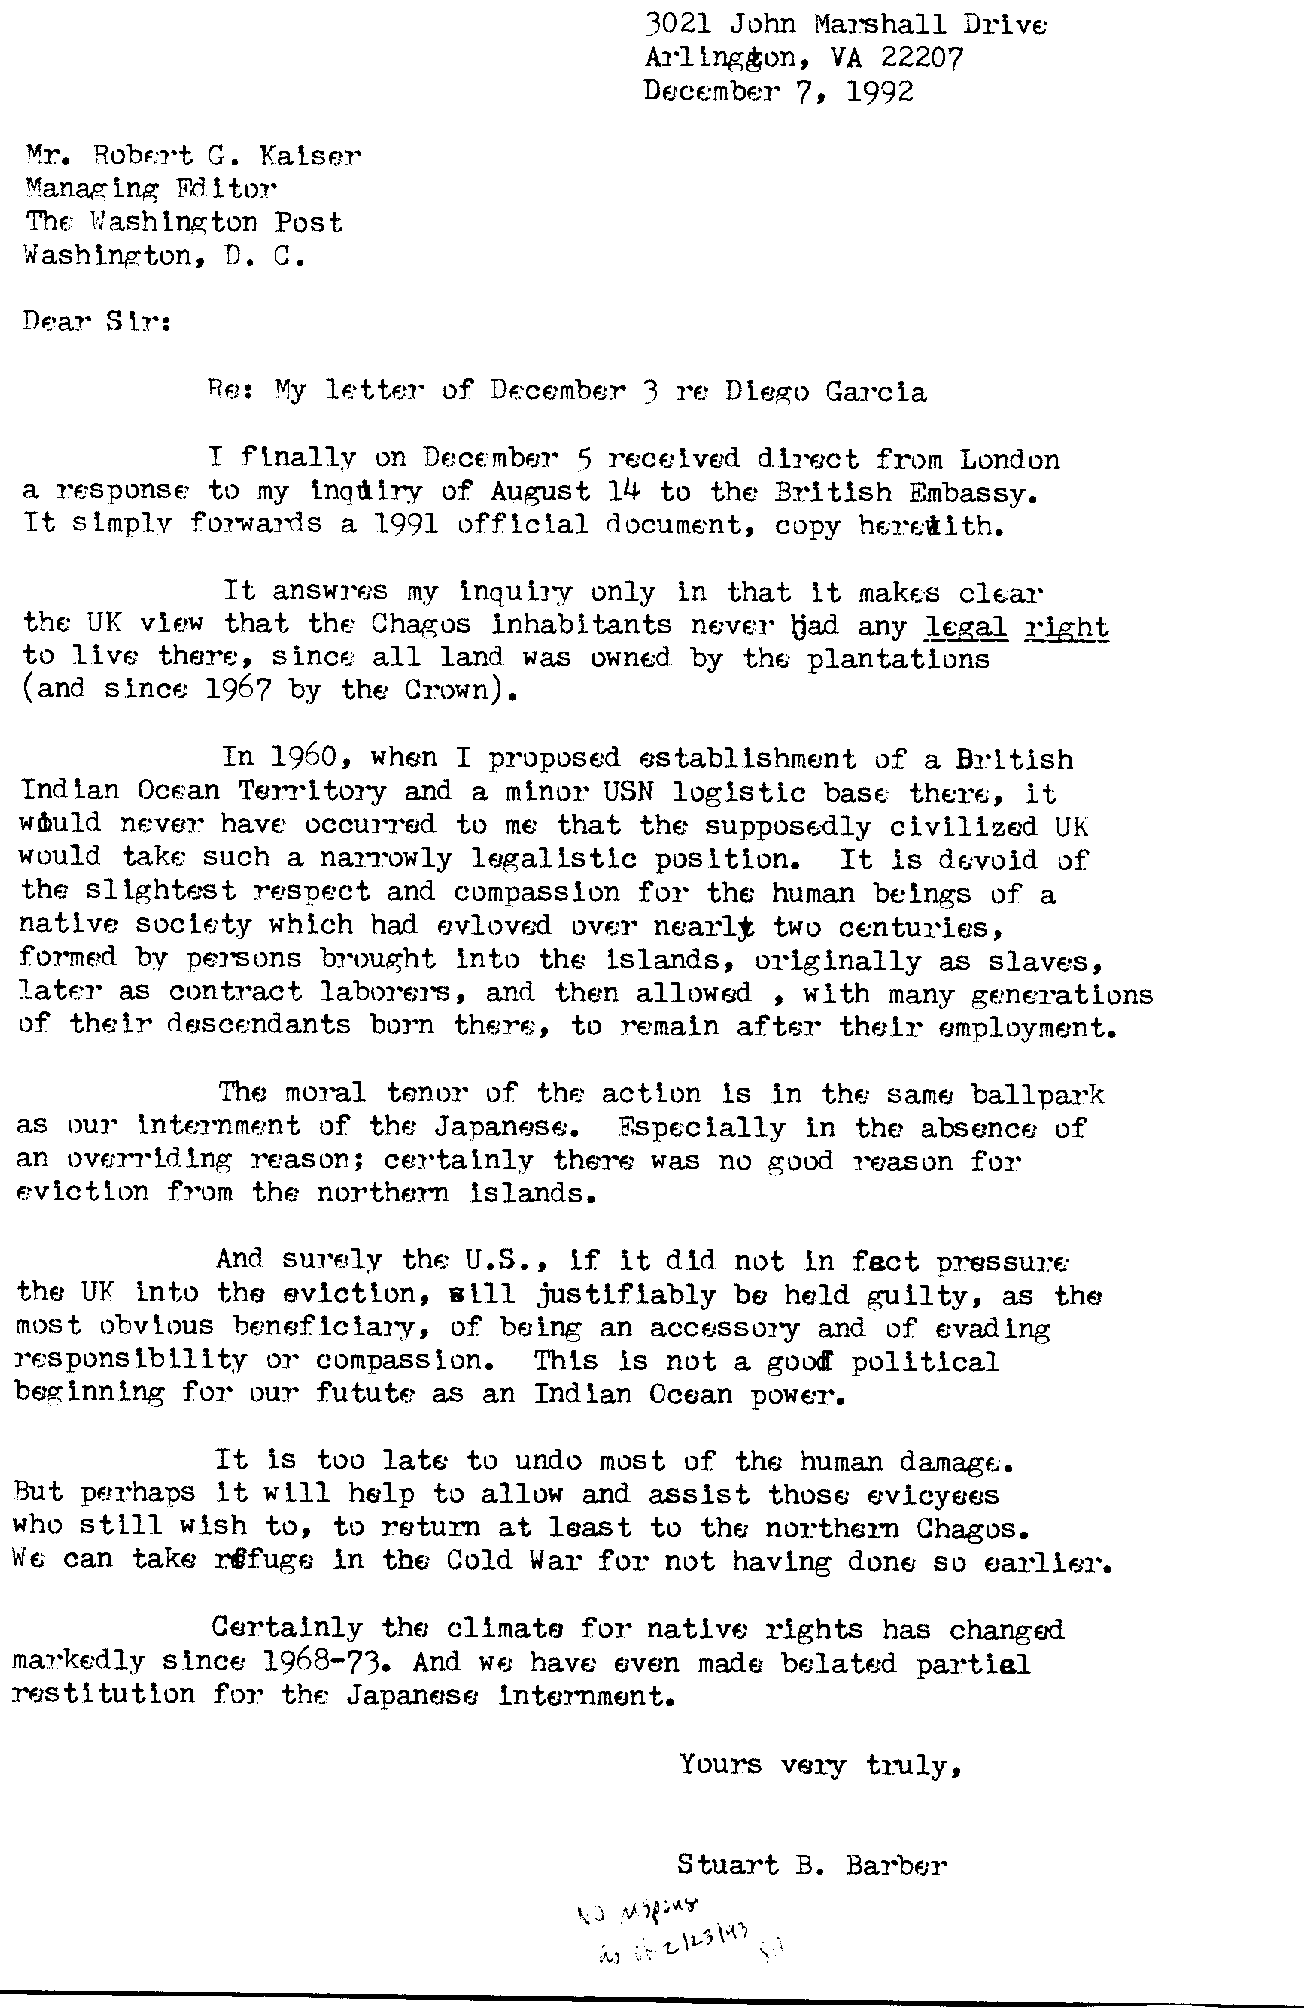 3021 John Marshall Drive
Arlington, VA 22207
December 7, 1992
Mr. Robert G. Kaiser
Managing Editor
The Washington Post
Washington, D. C.
Dear Sir:
Re: My letter of December 3 re Diego Garcia
I finally on December 5 received direct from London
a response to my inquiry of August 14 to the British Embassy.
It simply forwards a 1991 official document, copy herewith.
It answres my inquiry only in that it makes clear
the UK view that the Chagos inhabitants never had any legal right
to live there, since all land was owned by the plantations
(and since 1967 by the Crown).
In 1960, when I proposed establishment of a British
Indian Ocean Territory and a minor USN logistic base there, it
would never have occurred to me that the supposedly civilized UK
would take such a narrowly legalistic position. It is devoid of
the slightest respect and compassion for the human beings of a
native society which had evloved over nearly two centuries,
formed by persons brought into the islands, originally as slaves,
later as contract laborers, and then allowed , with many generations
of their descendants born there, to remain after their employment.
The moral tenor of the action is in the same ballpark
as our internment of the Japanese. Especially in the absence of
an overriding reason; certainly there was no good reason for
eviction from the northern islands.
And surely the U.S., if it did not in fact pressure
the UK into the eviction, will justifiably be held guilty, as the
most obvious beneficiary, of being an accessory and of evading
responsibility or compassion. This is not a good political
beginning for our futute as an Indian Ocean power.
It is too late to undo most of the human damage.
But perhaps it will help to allow and assist those evicyees
who still wish to, to return at least to the northern Chagos.
We can take refuge in the Cold War for not having done so earlier.
Certainly the climate for native rights has changed
markedly since 1968-73. And we have even made belated partial
restitution for the Japanese internment.
Yours very truly,
Stuart B. Barber
2/23/93